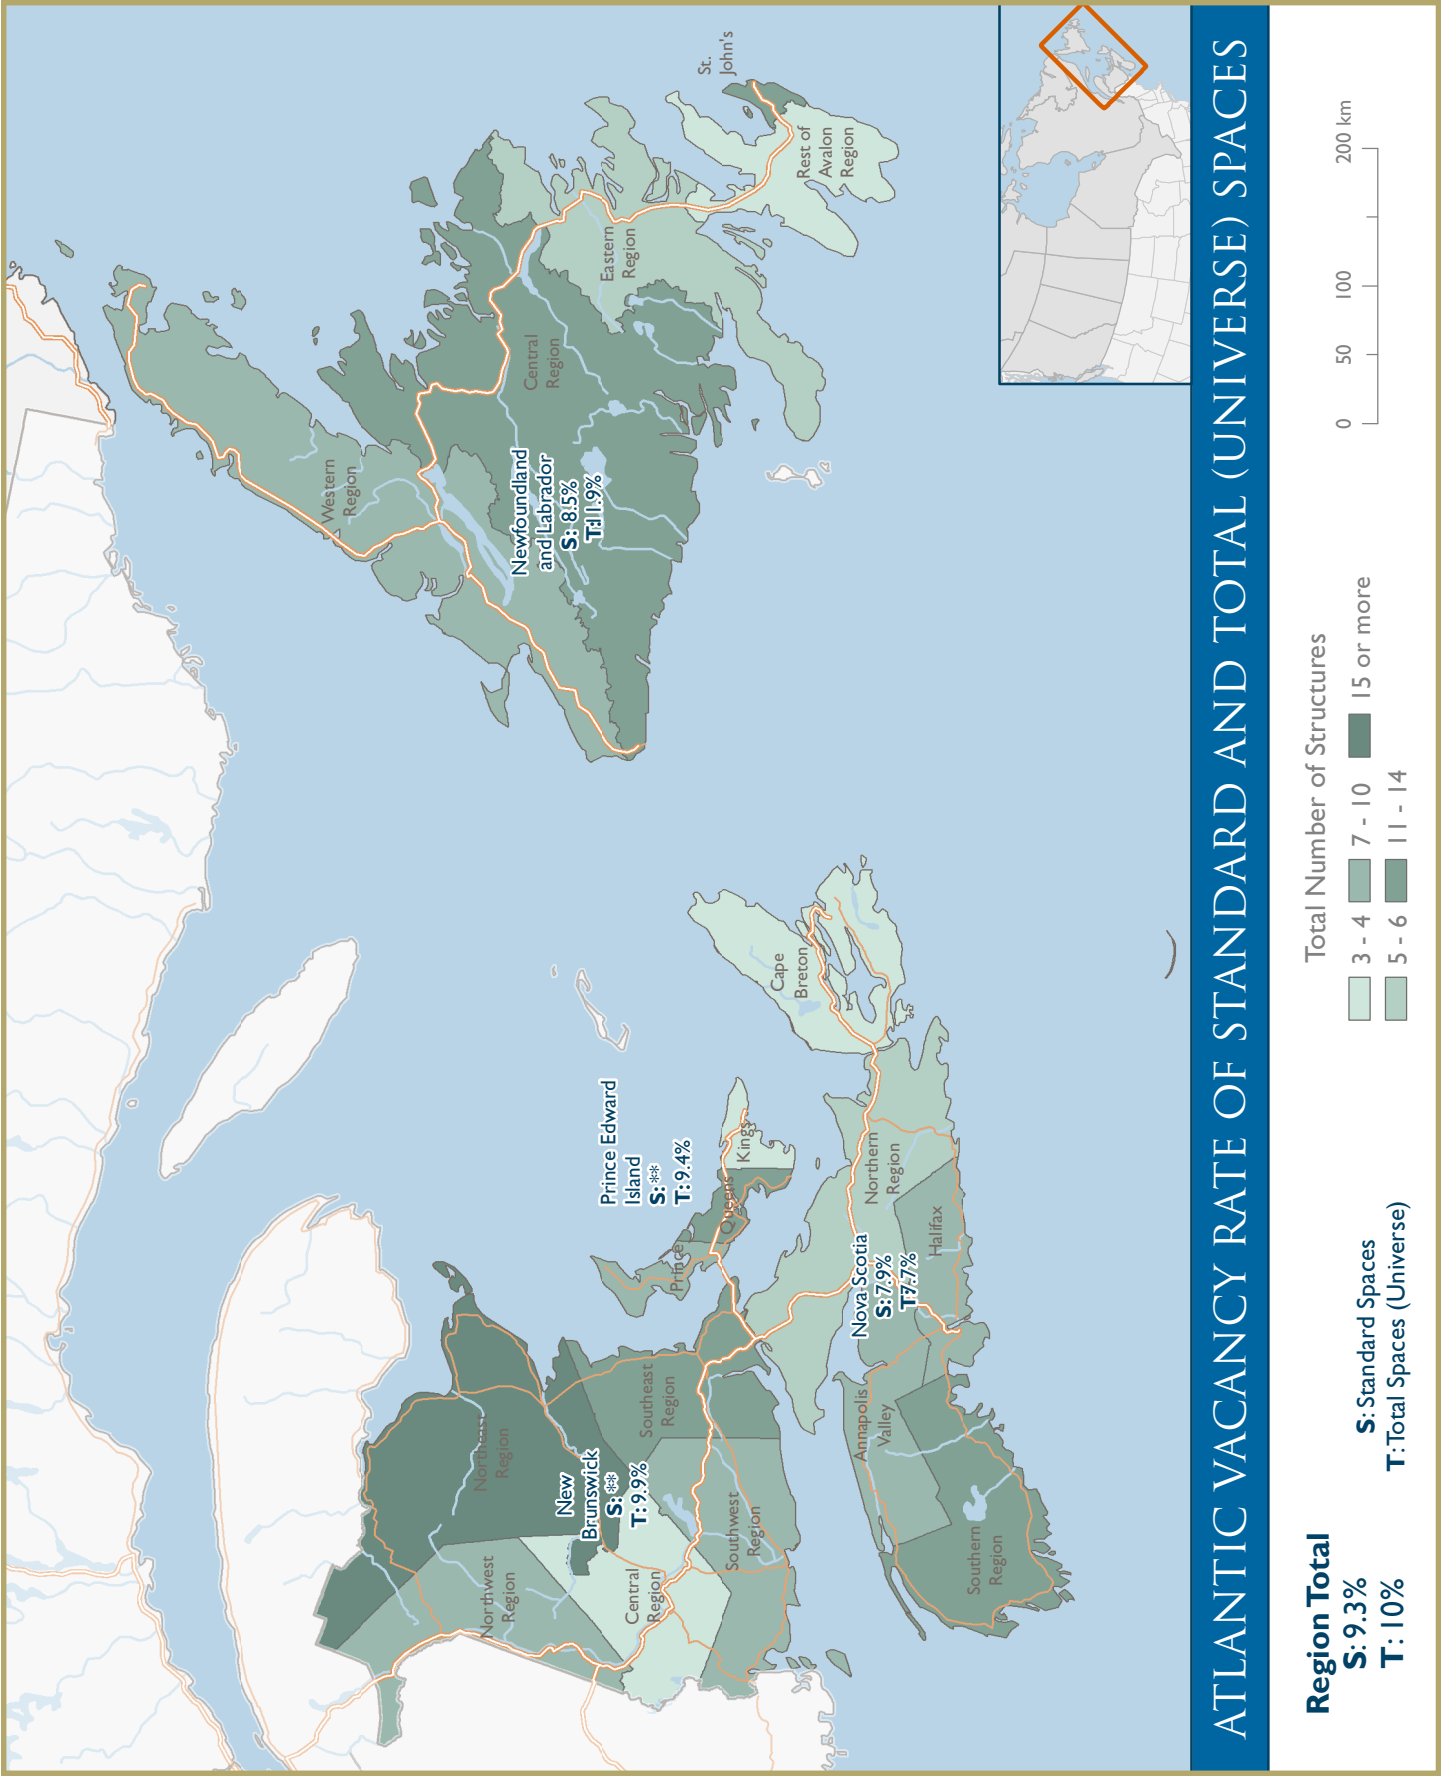 Western
Region
Central
Region
Eastern
Region
St.
John's
Rest of
Avalon
Region
Newfoundland
and Labrador
S: 8.5%
T:11.9%
Prince Edward
Island
S: **
T: 9.4%
Prince
Queens
Kings
Cape
Breton
Northeast
Region
Northwest
Region
New
Brunswick
S: **
T: 9.9%
Central
Region
Southeast
Region
Southwest
Region
Nova Scotia
S: 7.9%
T:7.7%
Northern
Region
Halifax
Annapolis
Valley
Southern
Region
ATLANTIC VACANCY RATE OF STANDARD AND TOTAL (UNIVERSE) SPACES
Region Total
S: 9.3%
T: 10%
S: Standard Spaces
T: Total Spaces (Universe)
Total Number of Structures
3 - 4
7 - 10
15 or more
5 - 6
11 - 14
0 50 100 200 km